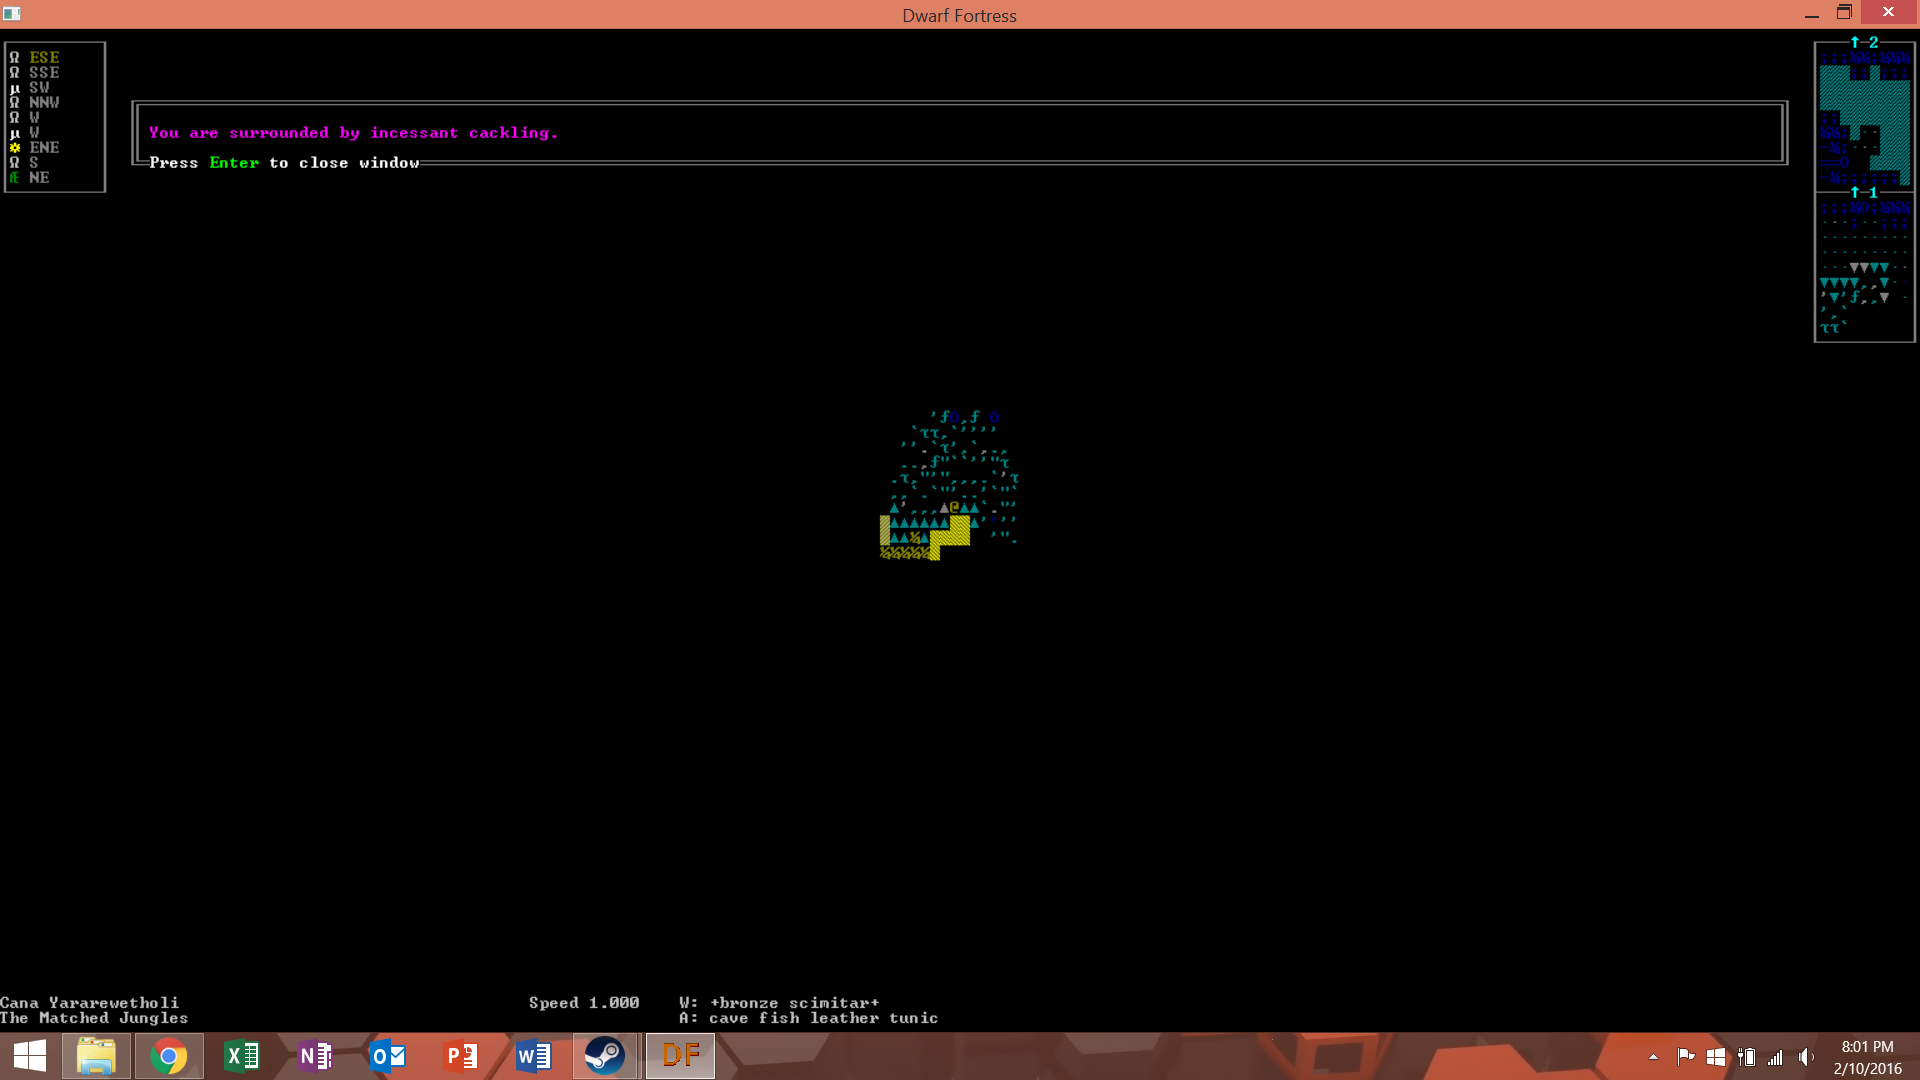 Dwarf Fortress
Ω ESE
Ω SSE
µ SW
Ω NNW
Ω W
µ W
☼ ENE
Ω S
Æ NE
You are surrounded by incessant cackling.
Press Enter to close window
↑ 2
↑ 1
Cana Yararewetholi
The Matched Jungles
Speed 1.000
W: +bronze scimitar+
A: cave fish leather tunic
DF
8:01 PM
2/10/2016